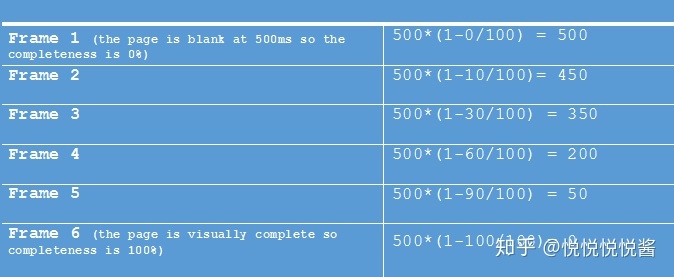 Frame 1 (the page is blank at 500ms so the
completeness is 0%)
500*(1-0/100) = 500
Frame 2
500*(1-10/100)= 450
Frame 3
500*(1-30/100) = 350
Frame 4
500*(1-60/100) = 200
Frame 5
500*(1-90/100) = 50
Frame 6 (the page is visually complete so
completeness is 100%)
500*(1-100/100) = 0
知乎 @悦悦悦悦酱